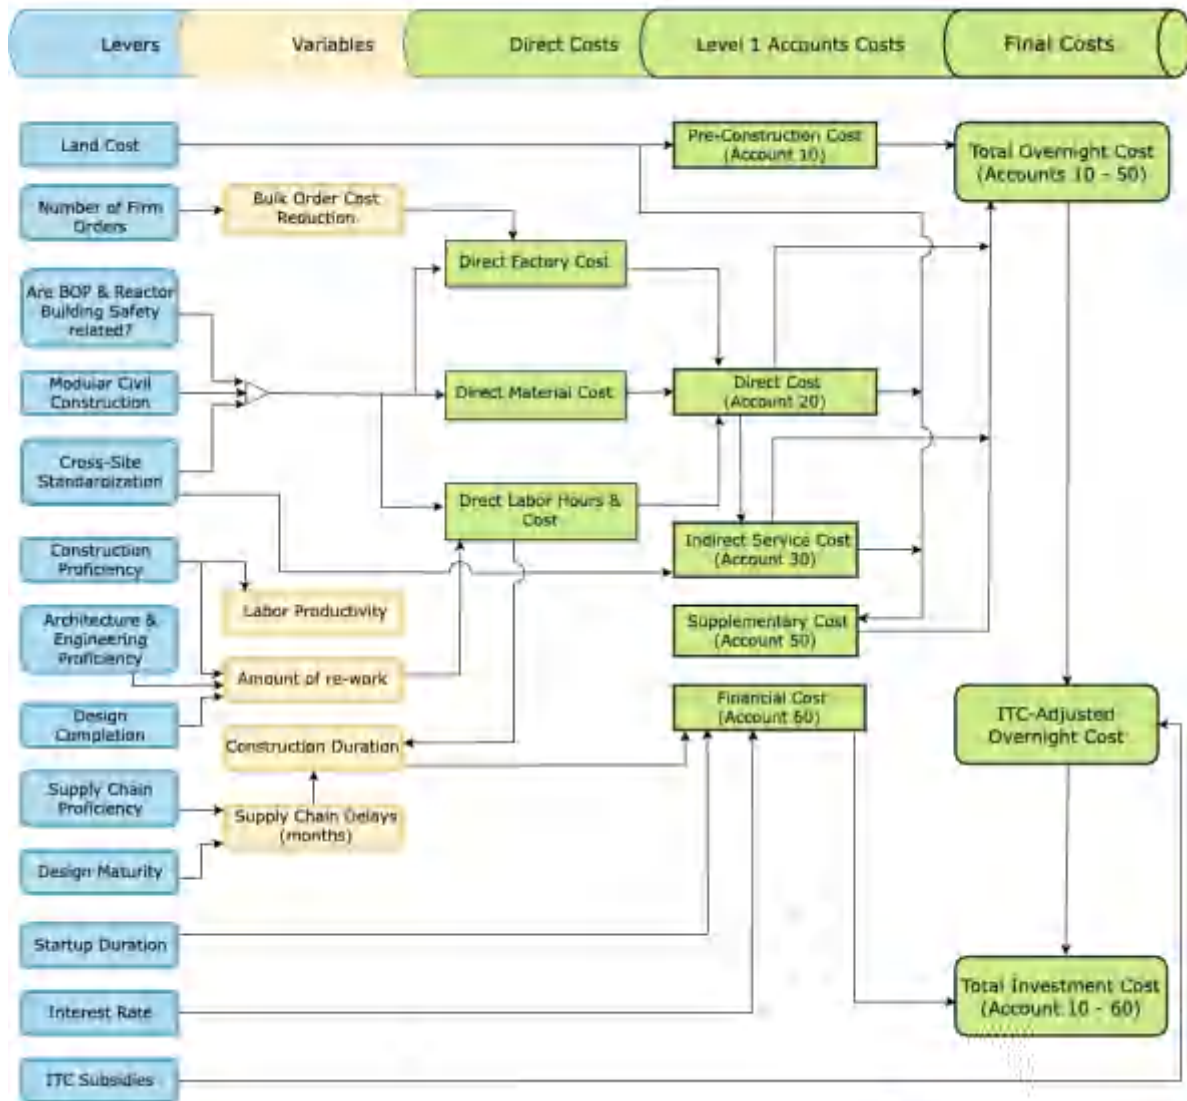 Levers
Variables
Direct Costs
Level 1 Accounts Costs
Final Costs
Land Cost
Pre-Construction Cost
(Account 10)
Total Overnight Cost
(Accounts 10 - 50)
Number of Firm
Orders
Bulk Order Cost
Reduction
Direct Factory Cost
Are BOP & Reactor
Building Safety
related?
Modular Civil
Construction
Direct Material Cost
Direct Cost
(Account 20)
Cross-Site
Standardization
Drect Labor Hours &
Cost
Construction
Proficiency
Indirect Service Cost
(Account 30)
Labor Productivity
Architecture &
Engineering
Proficiency
Supplementary Cost
(Account 50)
Amount of re-work
Financial Cost
(Account 60)
Design
Completion
ITC-Adjusted
Overnight Cost
Construction Duration
Supply Chain
Proficiency
Supply Chain Delays
(months)
Design Maturity
Startup Duration
Interest Rate
Total Investment Cost
(Account 10 - 60)
ITC Subsidies